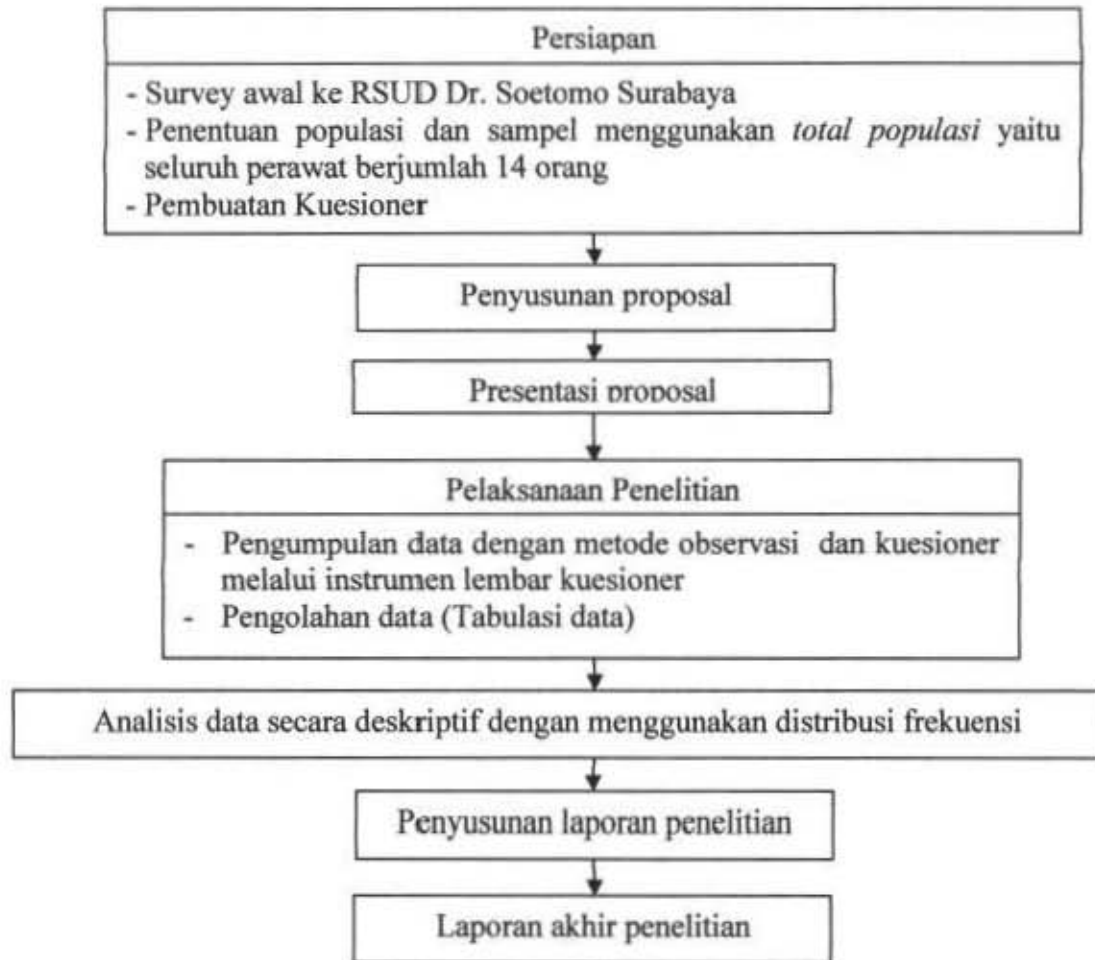 Persiapan
- Survey awal ke RSUD Dr. Soetomo Surabaya
- Penentuan populasi dan sampel menggunakan total populasi yaitu
seluruh perawat berjumlah 14 orang
- Pembuatan Kuesioner
Penyusunan proposal
Presentasi proposal
Pelaksanaan Penelitian
- Pengumpulan data dengan metode observasi dan kuesioner
melalui instrumen lembar kuesioner
- Pengolahan data (Tabulasi data)
Analisis data secara deskriptif dengan menggunakan distribusi frekuensi
Penyusunan laporan penelitian
Laporan akhir penelitian